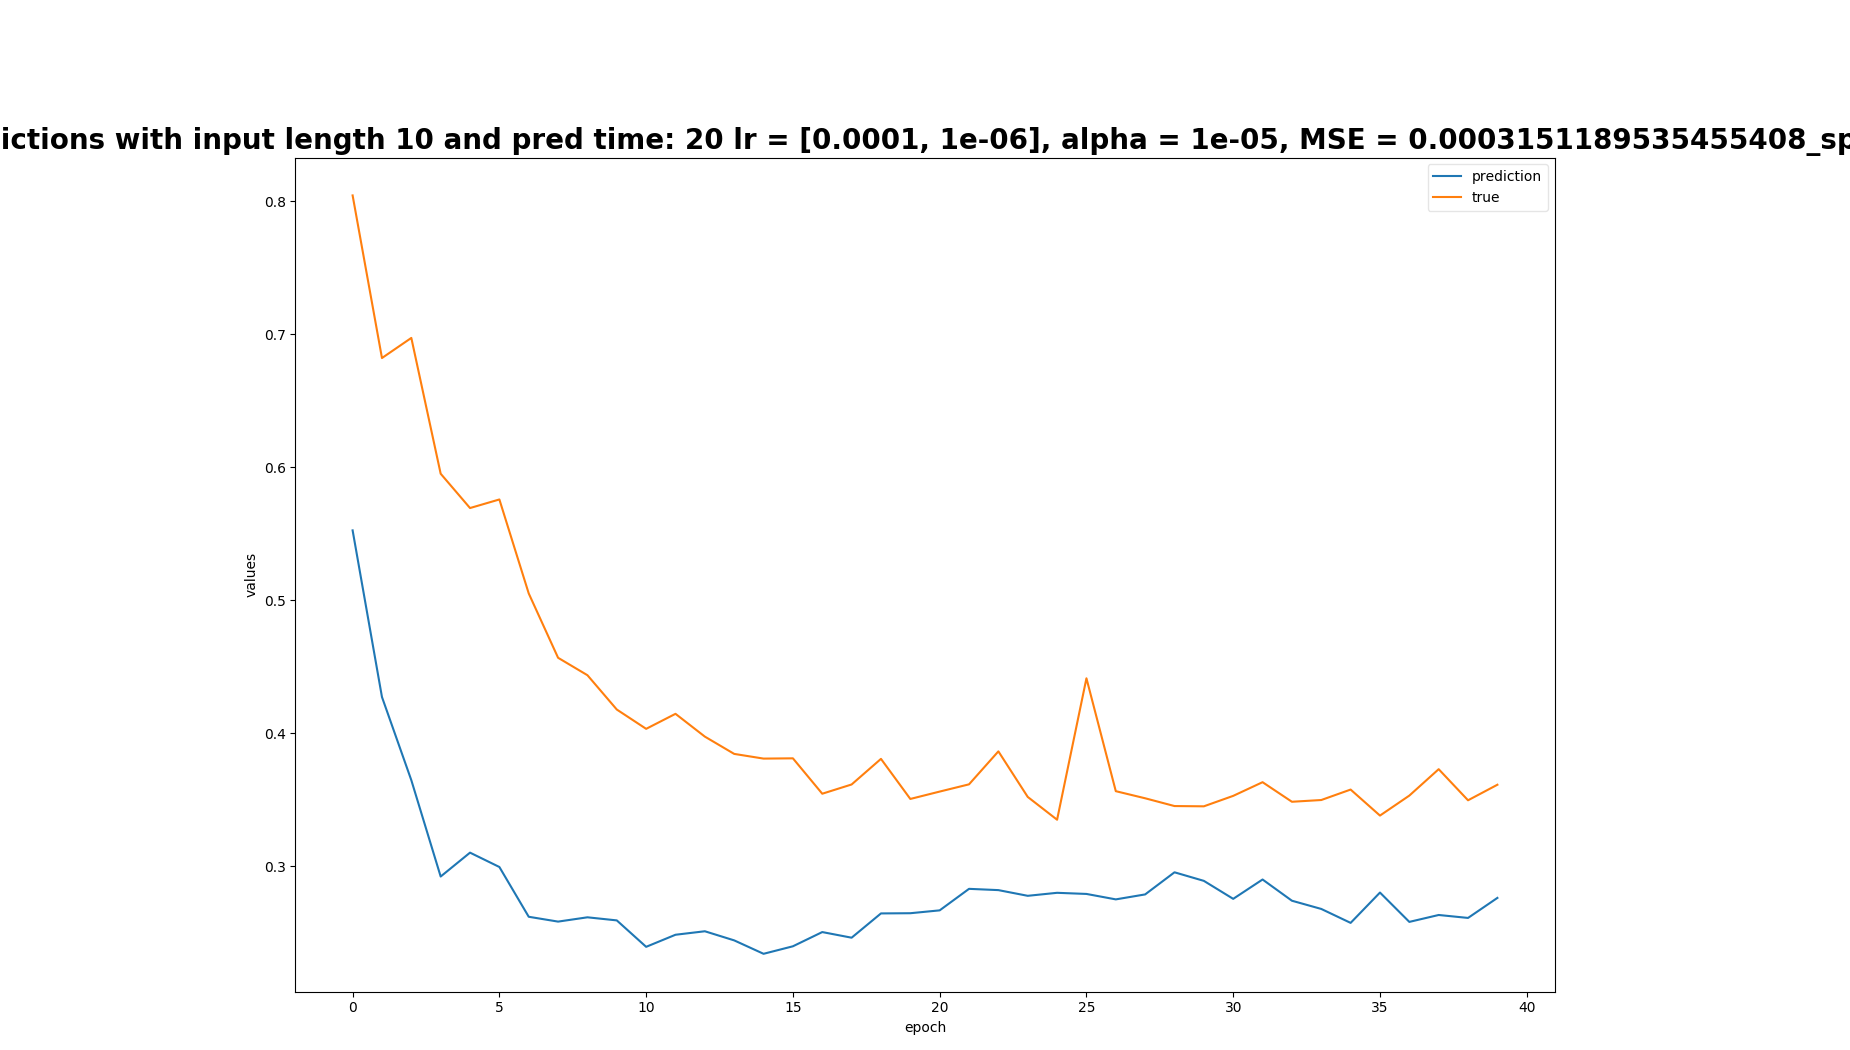 ictions with input length 10 and pred time: 20 lr = [0.0001, 1e-06], alpha = 1e-05, MSE = 0.0003151189535455408_sp
prediction
true
0.8
0.7
0.6
0.5
0.4
0.3
values
0 5 10 15 20 25 30 35 40
epoch